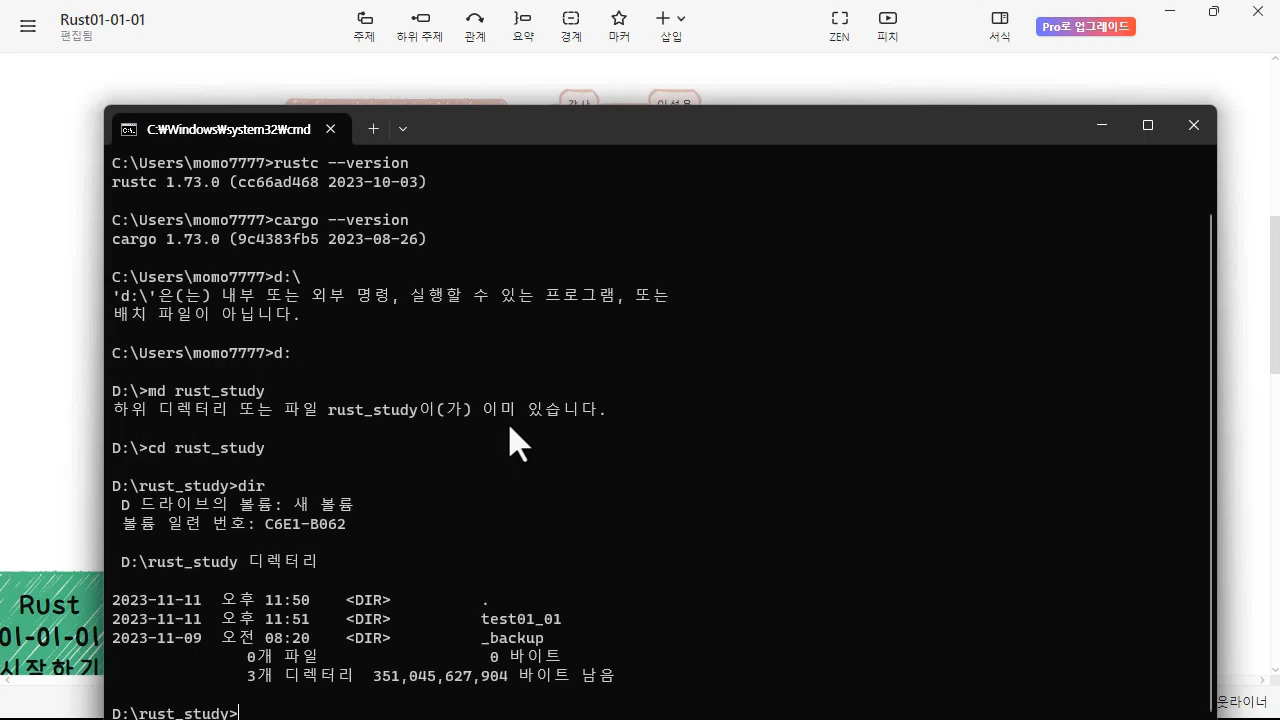 Rust01-01-01
편집됨
주제
하위 주제
관계
요약
경계
마커
삽입
ZEN
피치
서식
Pro로 업그레이드
C:₩Windows₩system32₩cmd
C:\Users\momo7777>rustc --version
rustc 1.73.0 (cc66ad468 2023-10-03)
C:\Users\momo7777>cargo --version
cargo 1.73.0 (9c4383fb5 2023-08-26)
C:\Users\momo7777>d:\
'd:\'은(는) 내부 또는 외부 명령, 실행할 수 있는 프로그램, 또는
배치 파일이 아닙니다.
C:\Users\momo7777>d:
D:\>md rust_study
하위 디렉터리 또는 파일 rust_study이(가) 이미 있습니다.
D:\>cd rust_study
D:\rust_study>dir
D 드라이브의 볼륨: 새 볼륨
볼륨 일련 번호: C6E1-B062
D:\rust_study 디렉터리
2023-11-11 오후 11:50 <DIR> .
2023-11-11 오후 11:51 <DIR> test01_01
2023-11-09 오전 08:20 <DIR> _backup
0개 파일 0 바이트
3개 디렉터리 351,045,627,904 바이트 남음
D:\rust_study>
Rust
01-01-01
시작하기
웃라이너